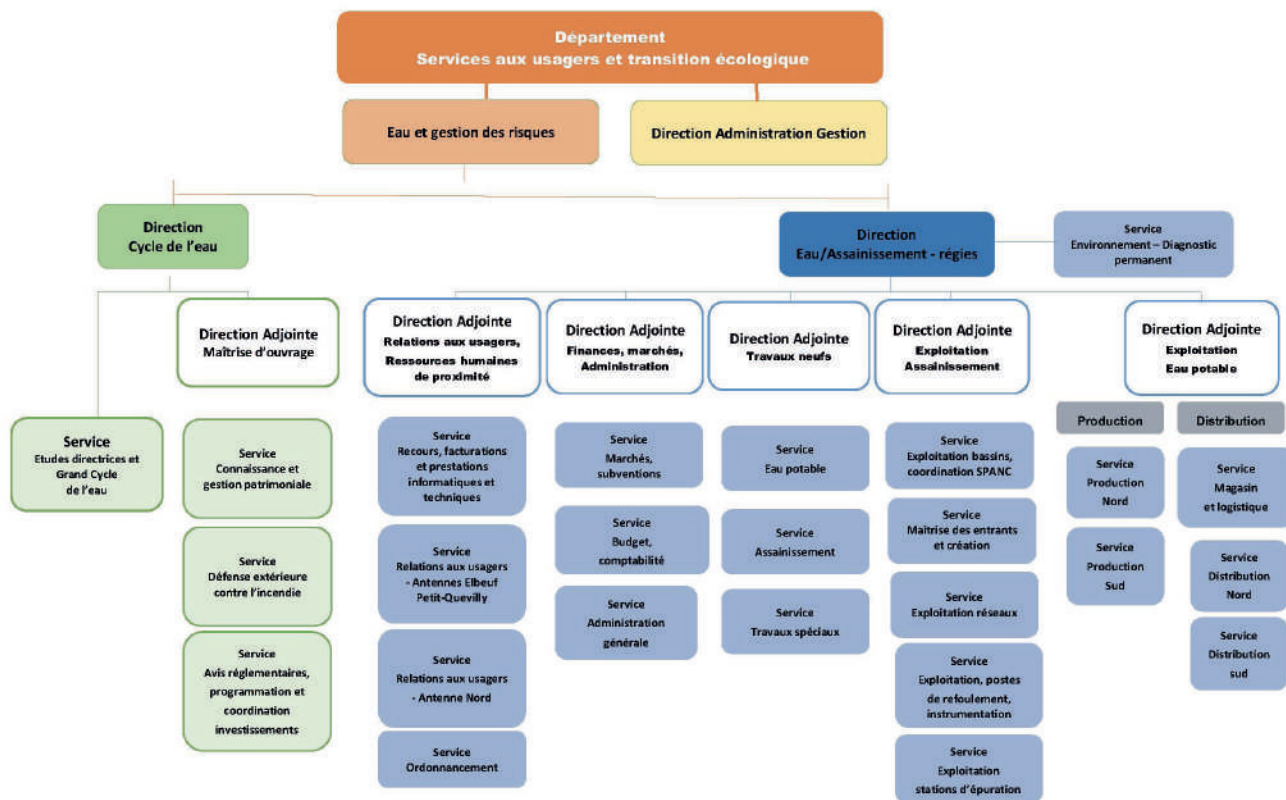 Département
Services aux usagers et transition écologique
Eau et gestion des risques
Direction Administration Gestion
Direction
Cycle de l'eau
Direction
Eau/Assainissement - régies
Service
Environnement – Diagnostic
permanent
Direction Adjointe
Maîtrise d'ouvrage
Direction Adjointe
Relations aux usagers,
Ressources humaines
de proximité
Direction Adjointe
Finances, marchés,
Administration
Direction Adjointe
Travaux neufs
Direction Adjointe
Exploitation
Assainissement
Direction Adjointe
Exploitation
Eau potable
Service
Etudes directrices et
Grand Cycle
de l'eau
Service
Connaissance et
gestion patrimoniale
Service
Défense extérieure
contre l'incendie
Service
Avis réglementaires,
programmation et
coordination
investissements
Service
Recours, facturations
et prestations
informatiques et
techniques
Service
Relations aux usagers
- Antennes Elbeuf
Petit-Quevilly
Service
Relations aux usagers
- Antenne Nord
Service
Ordonnancement
Service
Marchés,
subventions
Service
Budget,
comptabilité
Service
Administration
générale
Service
Eau potable
Service
Assainissement
Service
Travaux spéciaux
Service
Exploitation bassins,
coordination SPANC
Service
Maîtrise des entrants
et création
Service
Exploitation réseaux
Service
Exploitation, postes
de refoulement,
instrumentation
Service
Exploitation
stations d'épuration
Production
Service
Production
Nord
Service
Production
Sud
Distribution
Service
Magasin
et logistique
Service
Distribution
Nord
Service
Distribution
sud